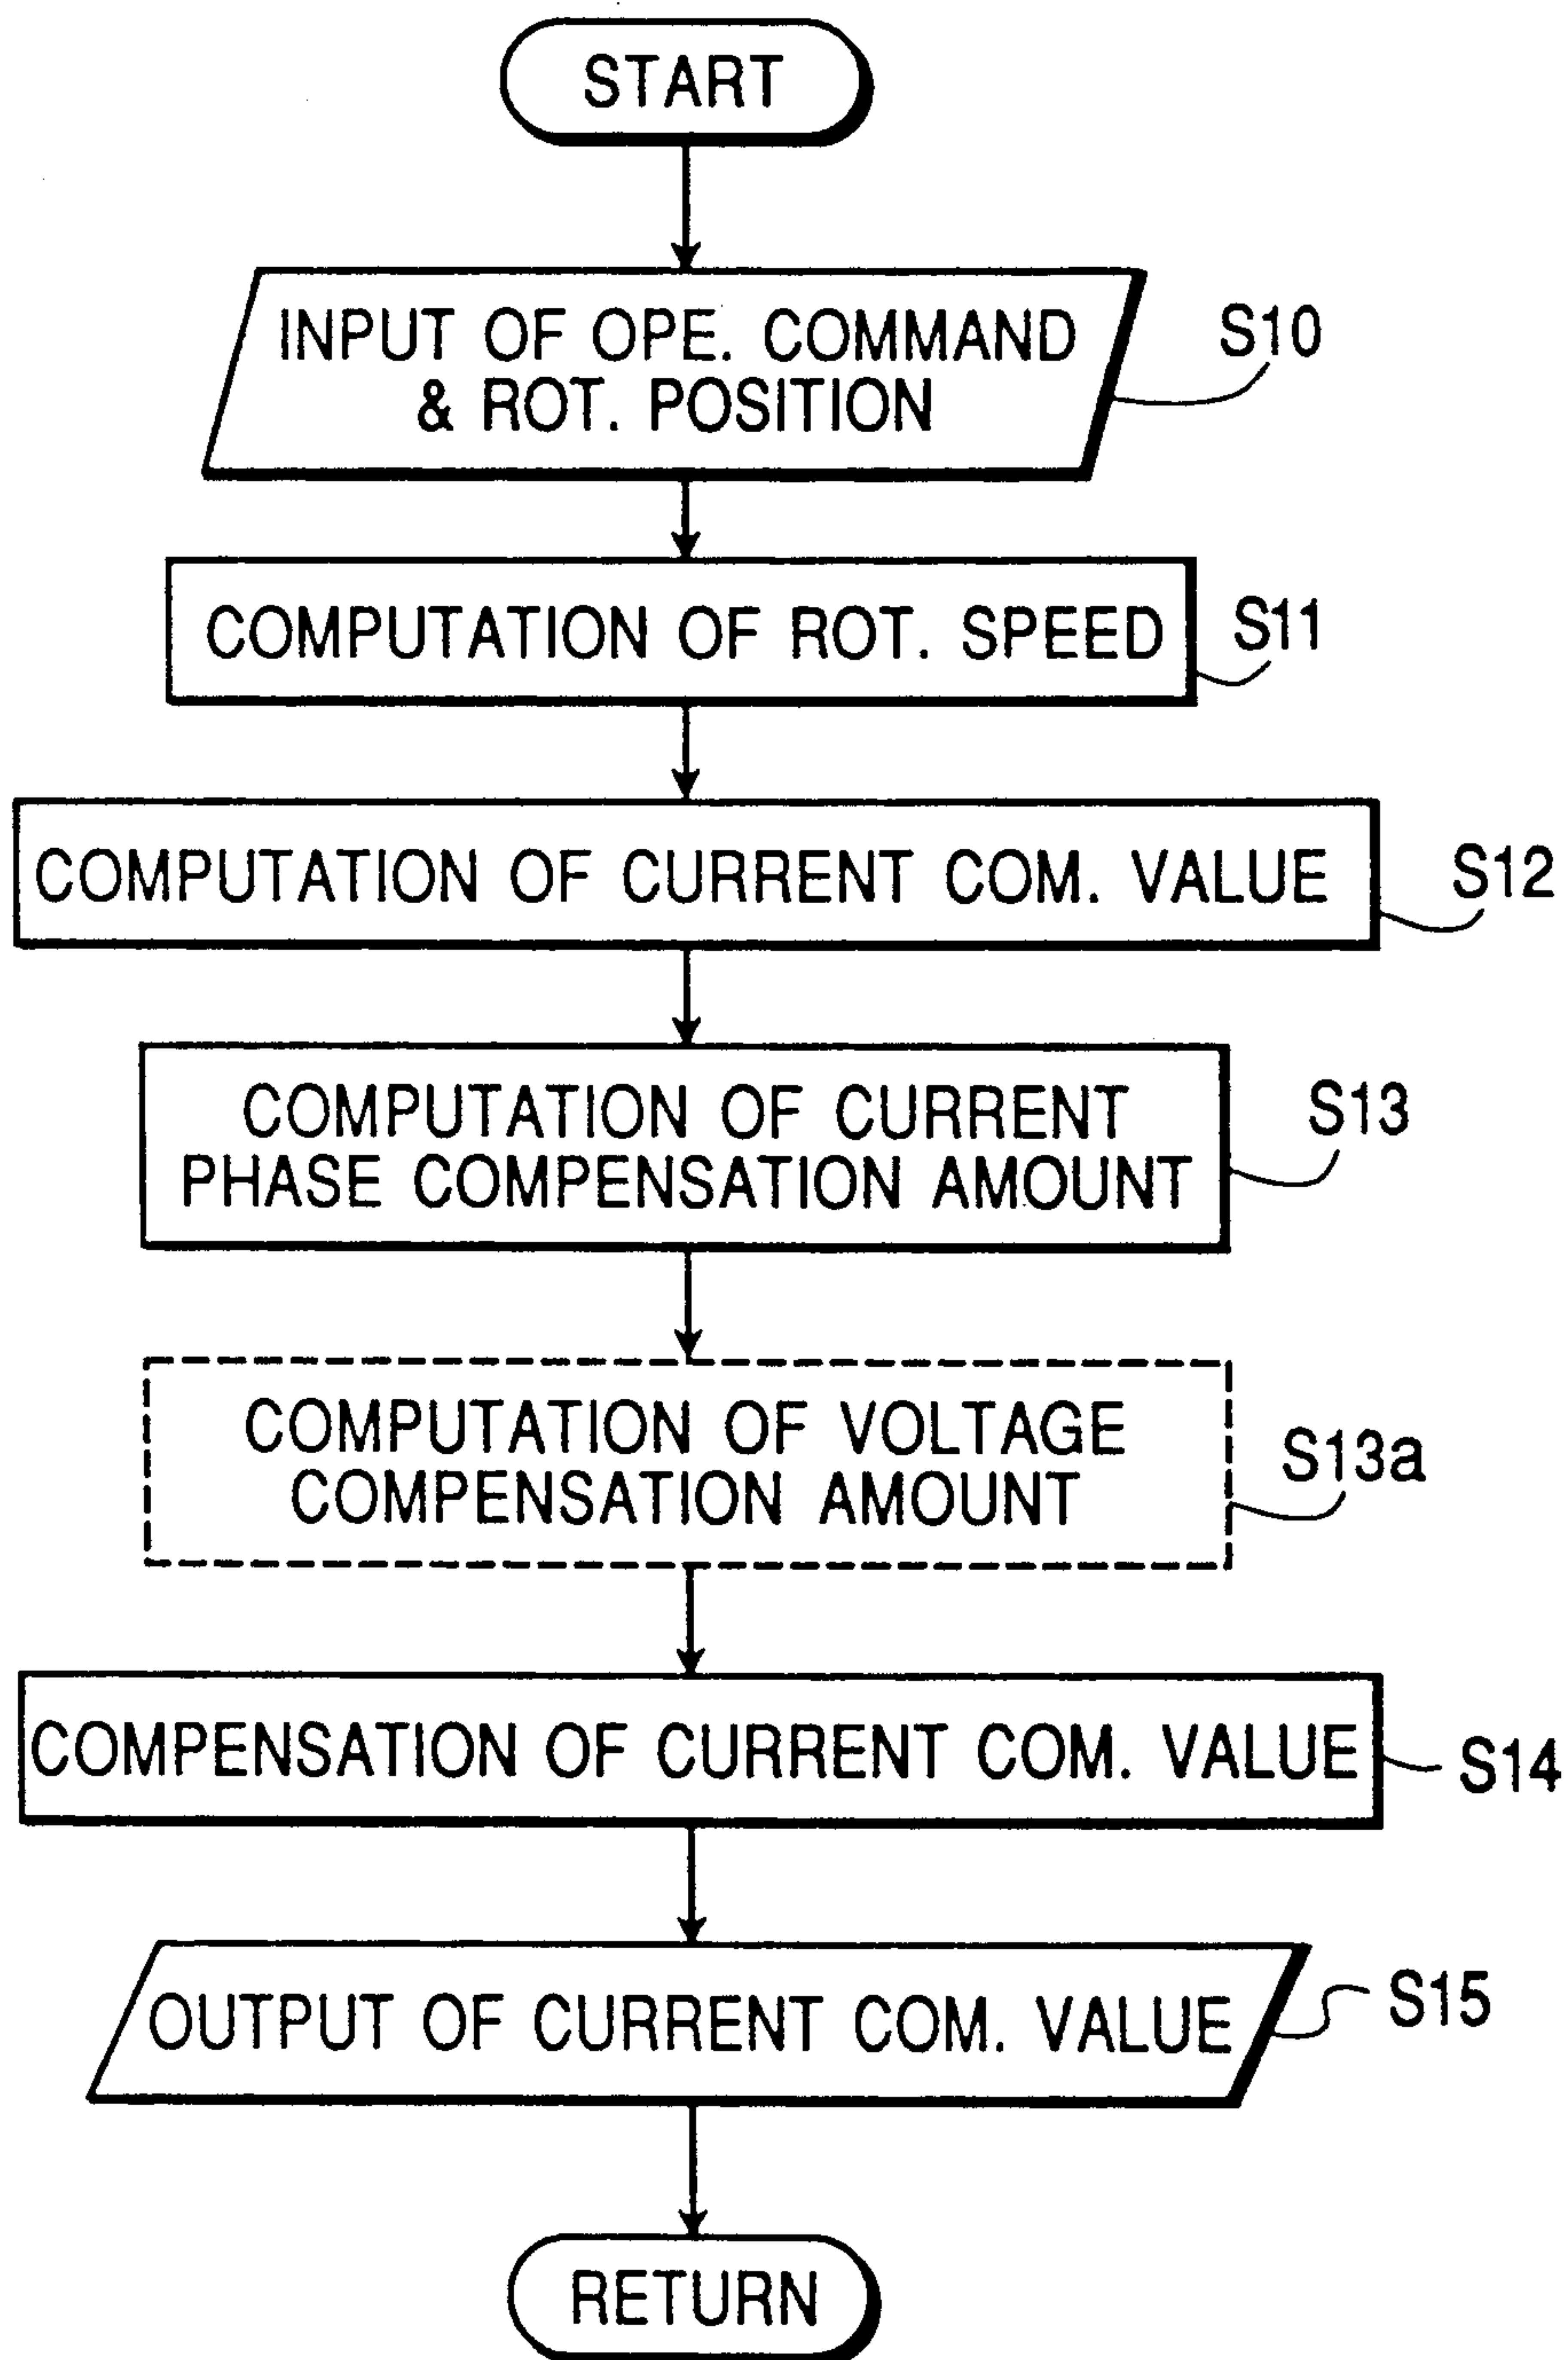 START
INPUT OF OPE. COMMAND
& ROT. POSITION
S10
COMPUTATION OF ROT. SPEED
S11
COMPUTATION OF CURRENT COM. VALUE
S12
COMPUTATION OF CURRENT
PHASE COMPENSATION AMOUNT
S13
COMPUTATION OF VOLTAGE
COMPENSATION AMOUNT
S13a
COMPENSATION OF CURRENT COM. VALUE
S14
OUTPUT OF CURRENT COM. VALUE
S15
RETURN